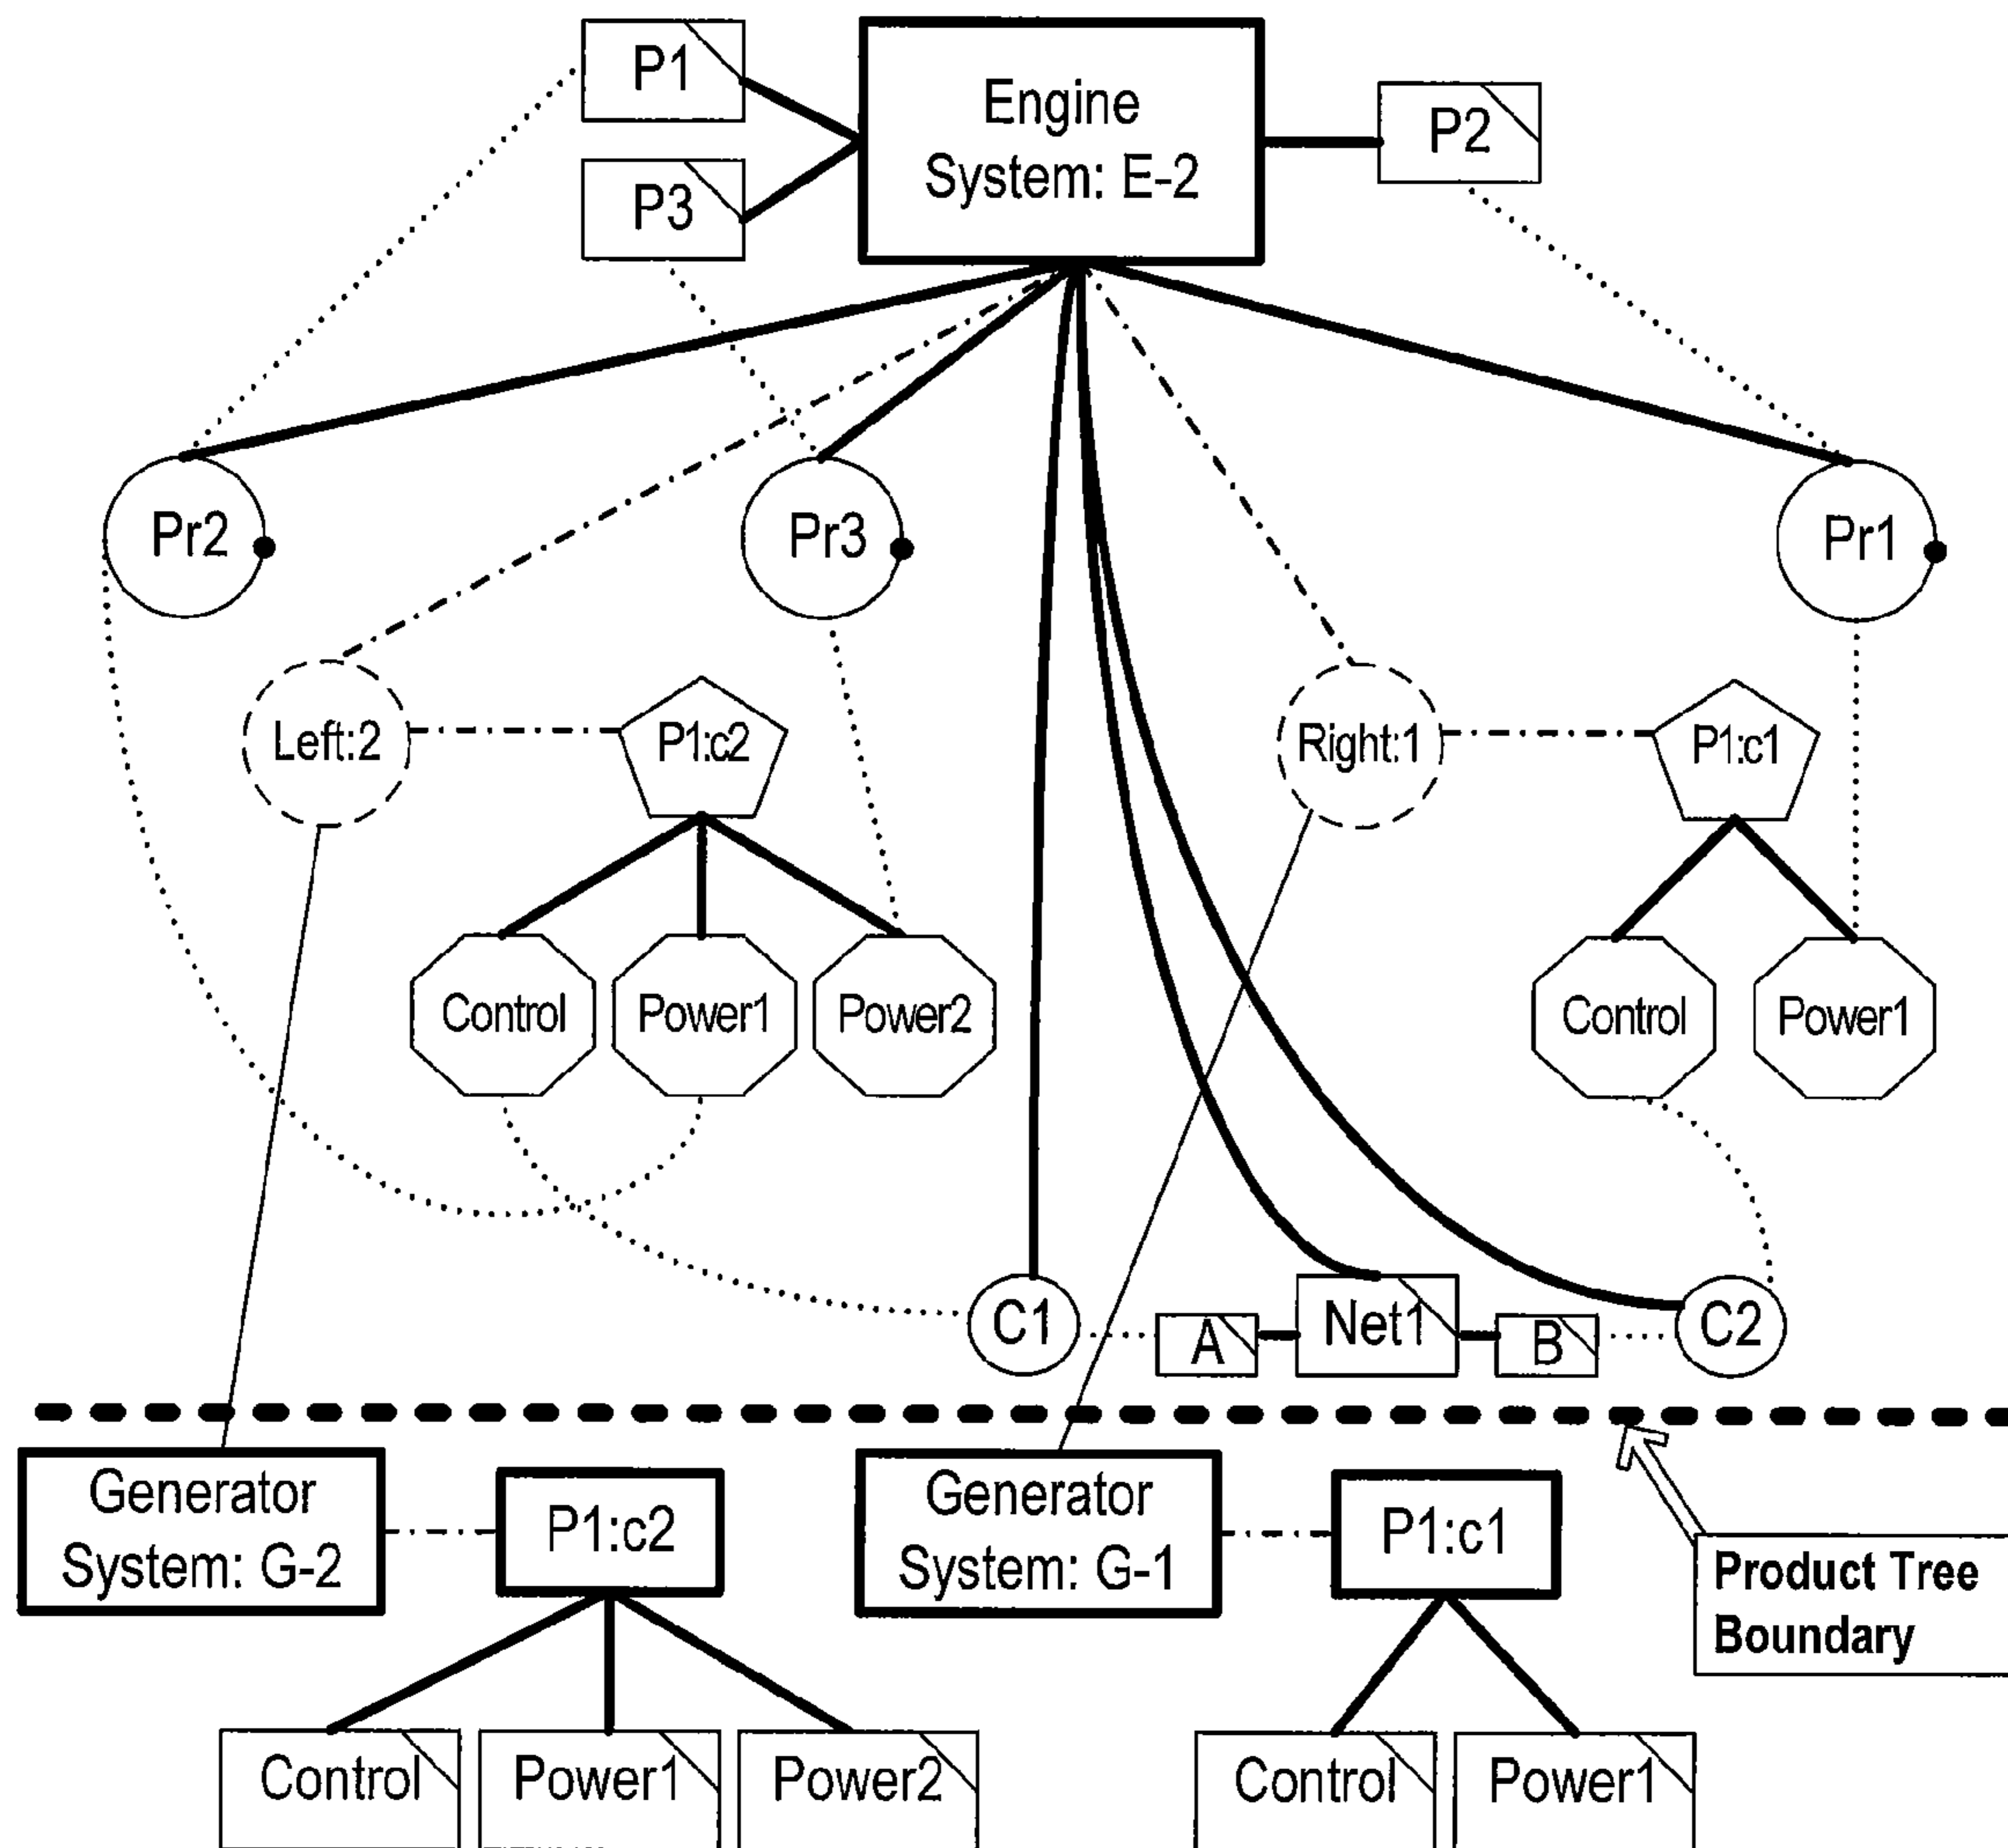 P1
Engine
System: E-2
P2
P3
Pr2
Pr3
Pr1
Left:2
P1:c2
Right:1
P1:c1
Control
Power1
Power2
Control
Power1
C1
A
Net1
B
C2
Generator
System: G-2
P1:c2
Generator
System: G-1
P1:c1
Product Tree
Boundary
Control
Power1
Power2
Control
Power1